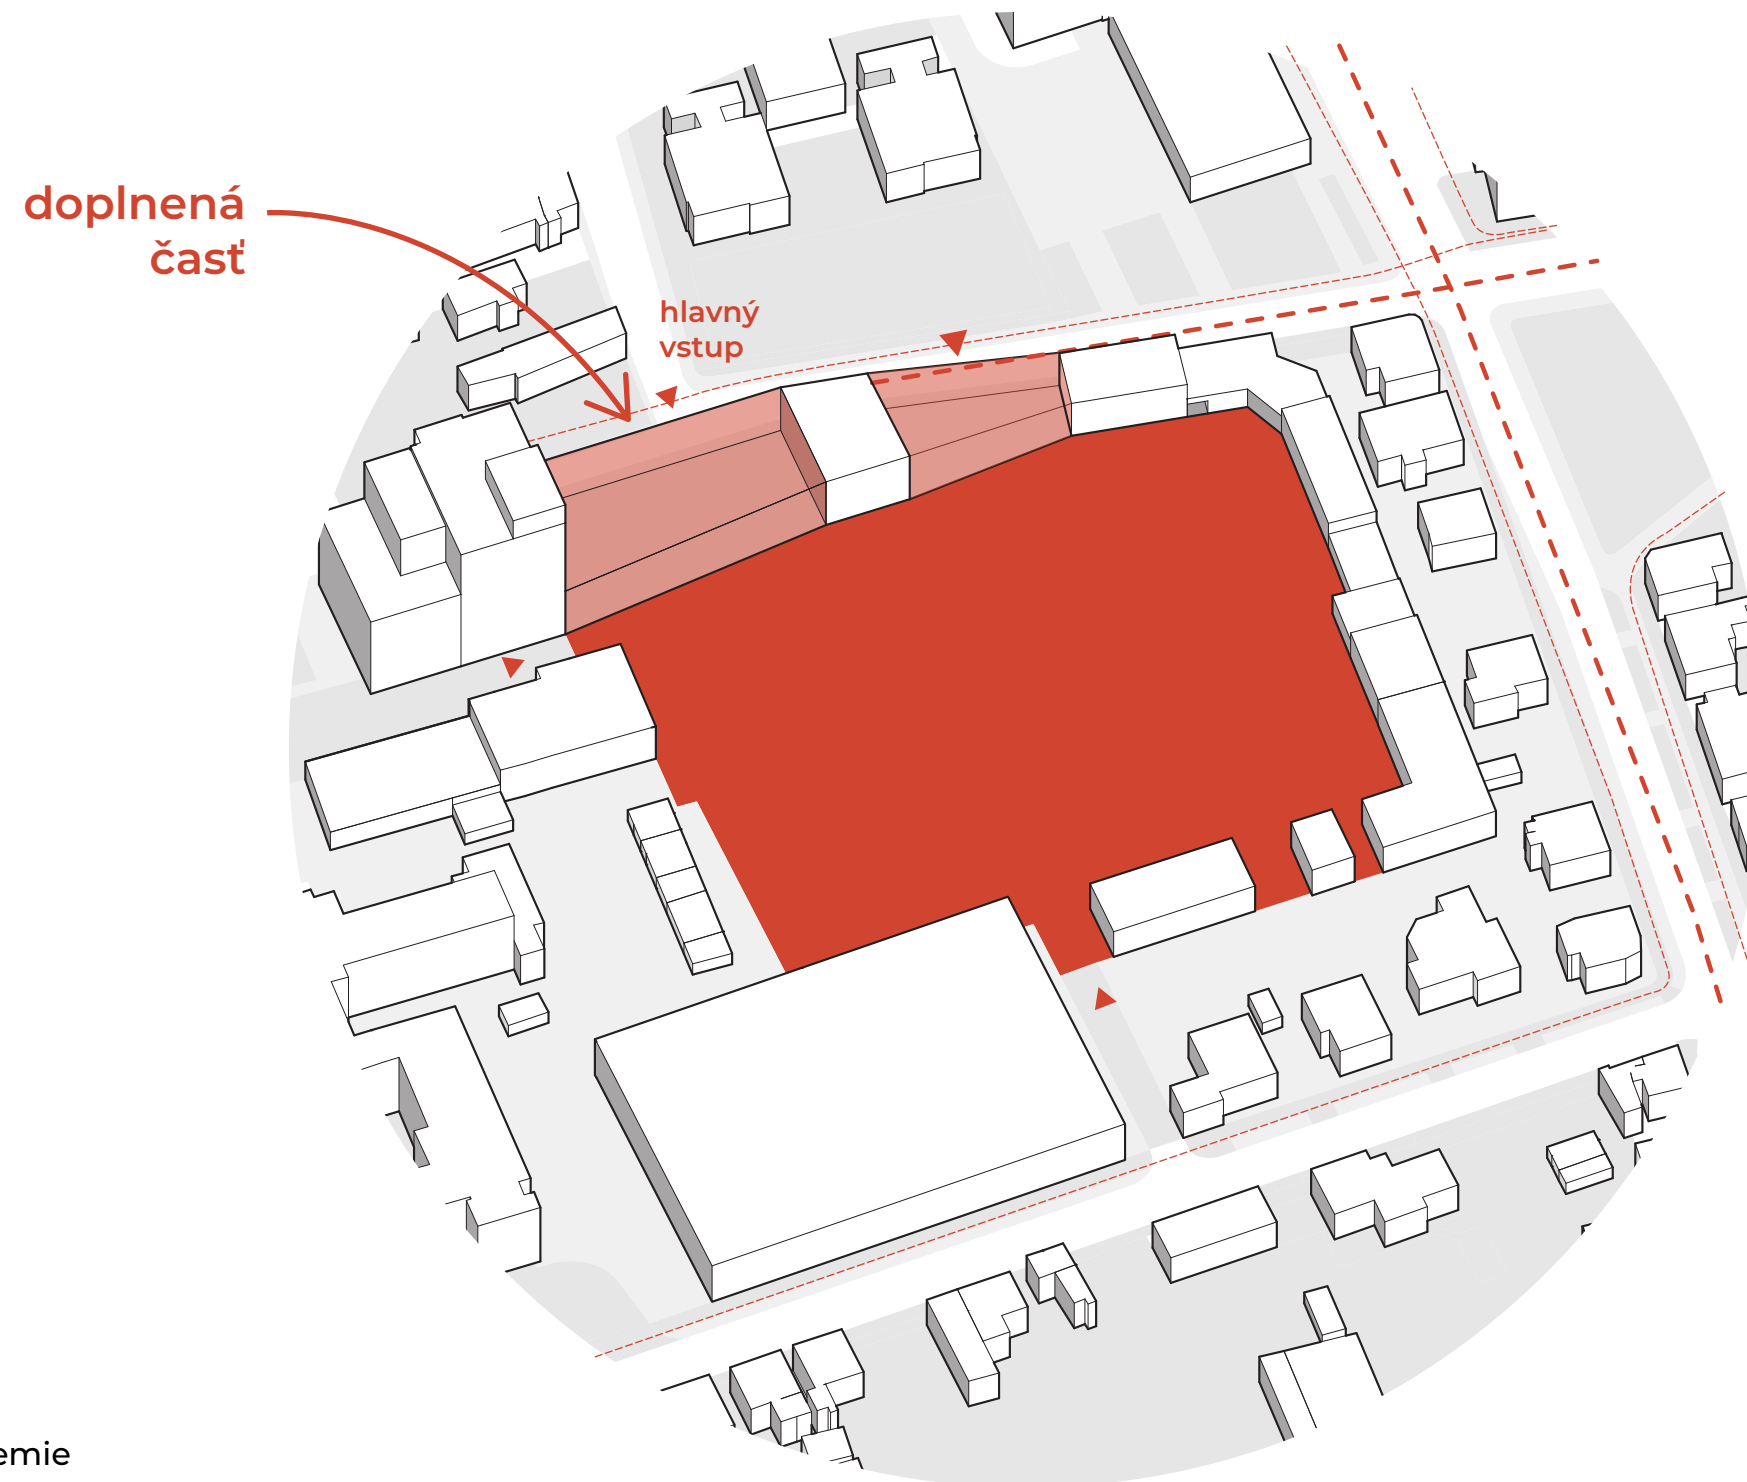 doplnená
časť
hlavný
vstup
emie